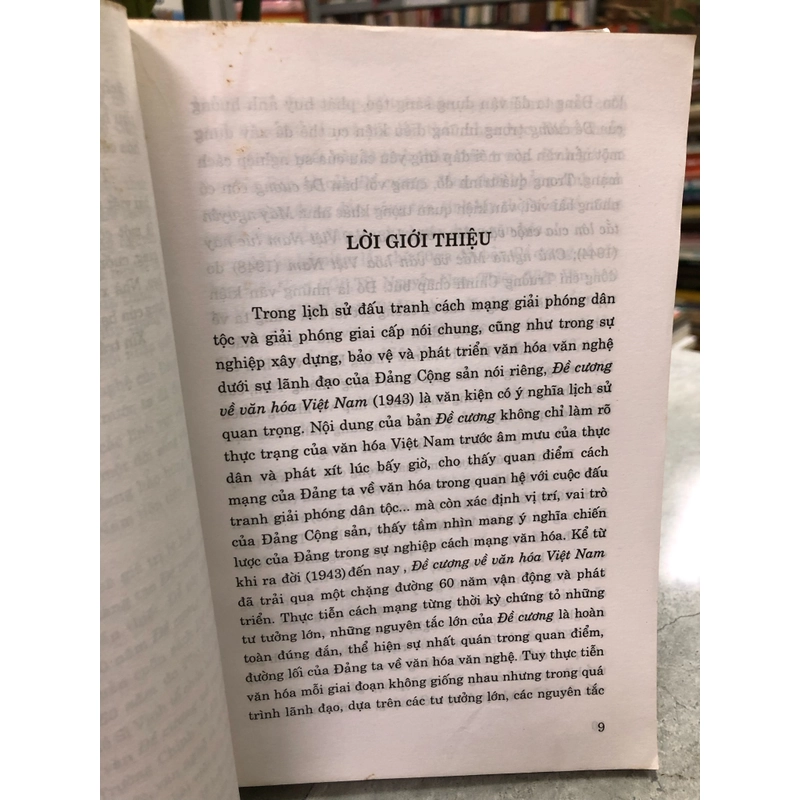 LỜI GIỚI THIỆU
Trong lịch sử đấu tranh cách mạng giải phóng dân
tộc và giải phóng giai cấp nói chung, cũng như trong sự
nghiệp xây dựng, bảo vệ và phát triển văn hóa văn nghệ
dưới sự lãnh đạo của Đảng Cộng sản nói riêng, Đề cương
về văn hóa Việt Nam (1943) là văn kiện có ý nghĩa lịch sử
quan trọng. Nội dung của bản Đề cương không chỉ làm rõ
thực trạng của văn hóa Việt Nam trước âm mưu của thực
dân và phát xít lúc bấy giờ, cho thấy quan điểm cách
mạng của Đảng ta về văn hóa trong quan hệ với cuộc đấu
tranh giải phóng dân tộc... mà còn xác định vị trí, vai trò
của Đảng Cộng sản, thấy tầm nhìn mang ý nghĩa chiến
lược của Đảng trong sự nghiệp cách mạng văn hóa. Kể từ
khi ra đời (1943) đến nay , Đề cương về văn hóa Việt Nam
đã trải qua một chặng đường 60 năm vận động và phát
triển. Thực tiễn cách mạng từng thời kỳ chứng tỏ những
tư tưởng lớn, những nguyên tắc lớn của Đề cương là hoàn
toàn đúng đắn, thể hiện sự nhất quán trong quan điểm,
đường lối của Đảng ta về văn hóa văn nghệ. Tuy thực tiễn
văn hóa mỗi giai đoạn không giống nhau nhưng trong quá
trình lãnh đạo, dựa trên các tư tưởng lớn, các nguyên tắc
9